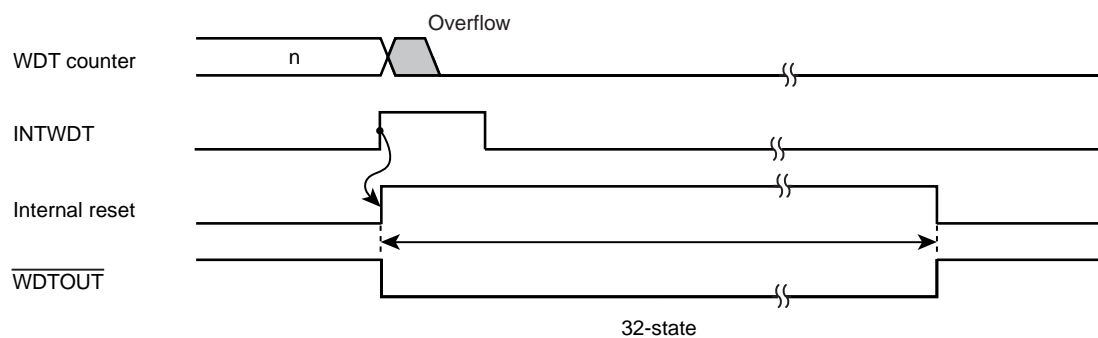 Overflow
WDT counter
n
INTWDT
Internal reset
WDTOUT
32-state